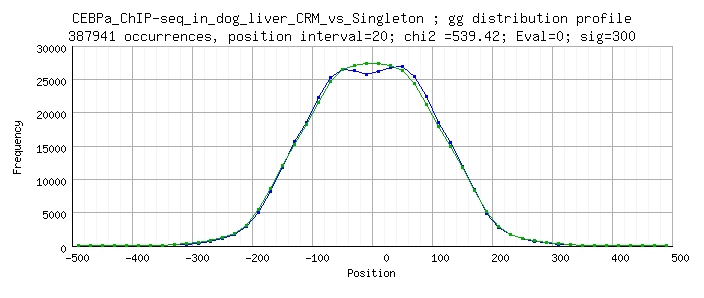 CEBPa_ChIP-seq_in_dog_liver_CRM_vs_Singleton ; gg distribution profile
387941 occurrences, position interval=20; chi2 =539.42; Eval=0; sig=300
30000
25000
20000
15000
10000
5000
0
Frequency
-500 -400 -300 -200 -100 0 100 200 300 400 500
Position